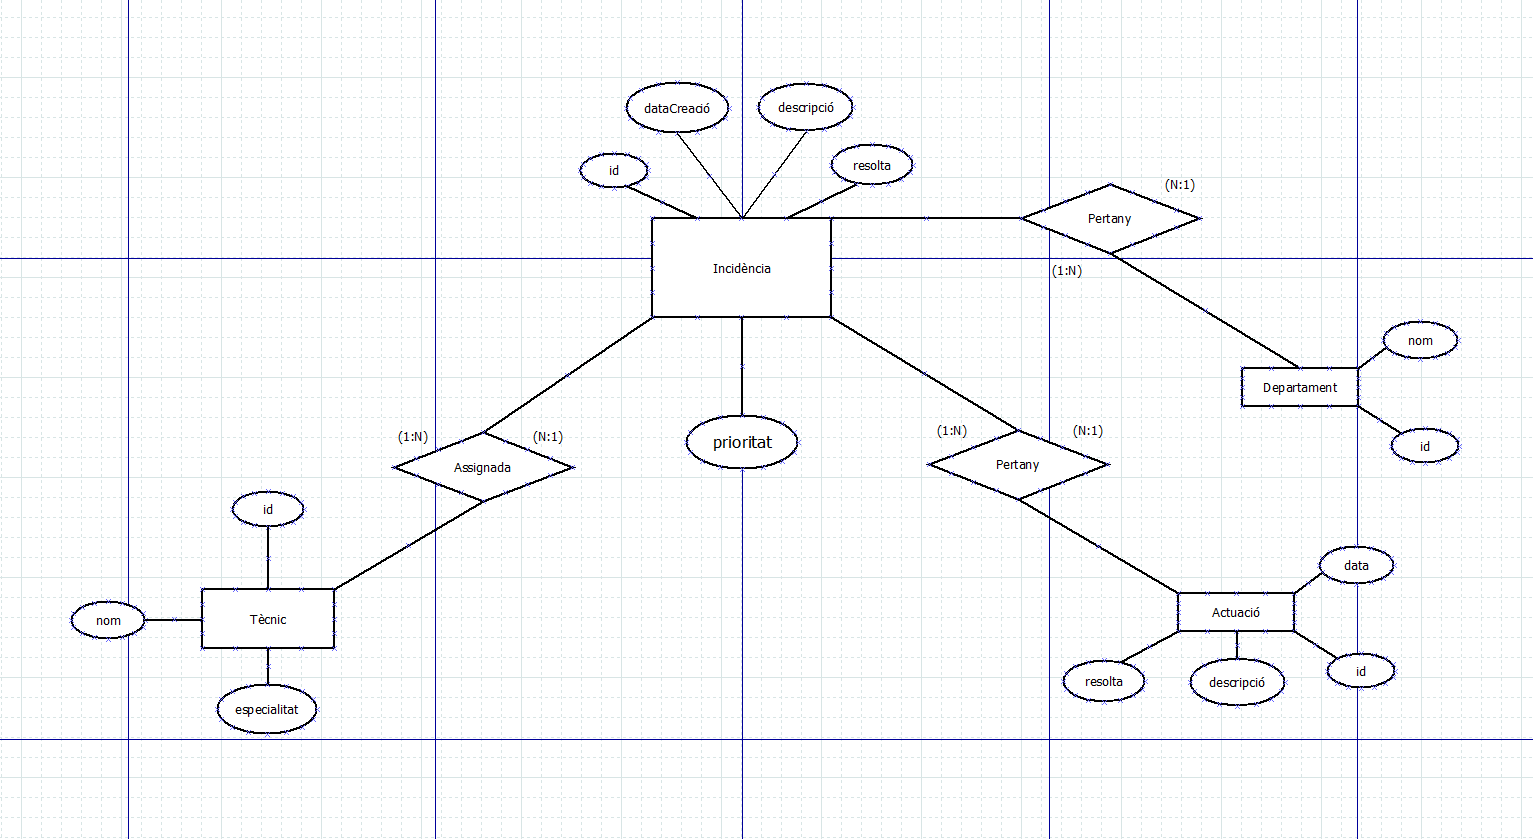 dataCreació
descripció
id
resolta
(N:1)
Pertany
Incidència
(1:N)
nom
Departament
id
(1:N)
(N:1)
Assignada
prioritat
(1:N)
(N:1)
Pertany
id
nom
Tècnic
especialitat
data
Actuació
resolta
descripció
id